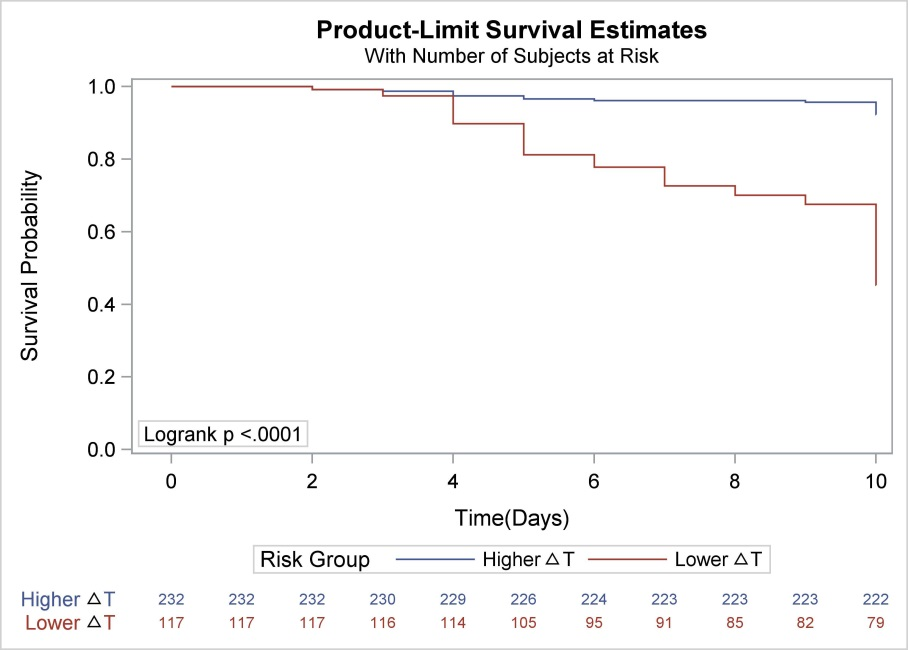 Product-Limit Survival Estimates
With Number of Subjects at Risk
1.0
0.8
0.6
0.4
0.2
0.0
Survival Probability
Logrank p <.0001
0 2 4 6 8 10
Time(Days)
Risk Group Higher △T Lower △T
Higher △T 232 232 232 230 229 226 224 223 223 223 222
Lower △T 117 117 117 116 114 105 95 91 85 82 79